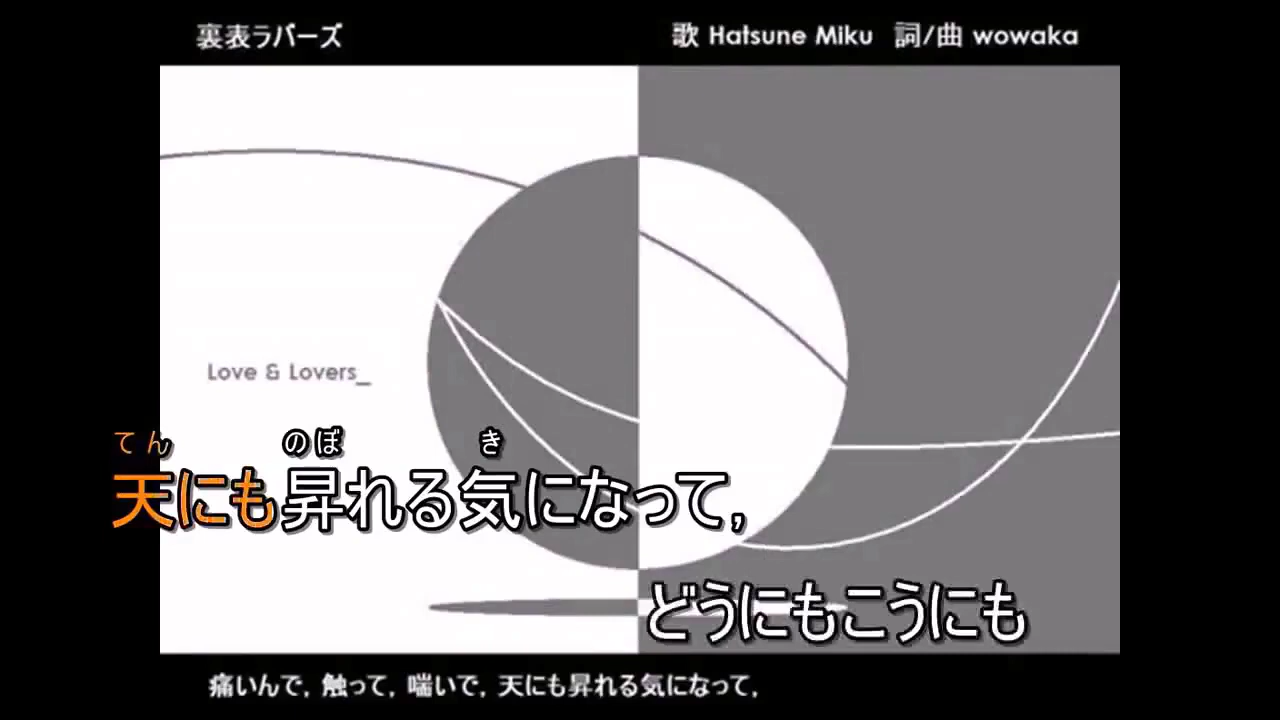 裏表ラバーズ
歌 Hatsune Miku 詞/曲 wowaka
Love & Lovers_
てん のぼ き
天にも昇れる気になって,
どうにもこうにも
痛いんで, 触って, 喘いで, 天にも昇れる気になって,